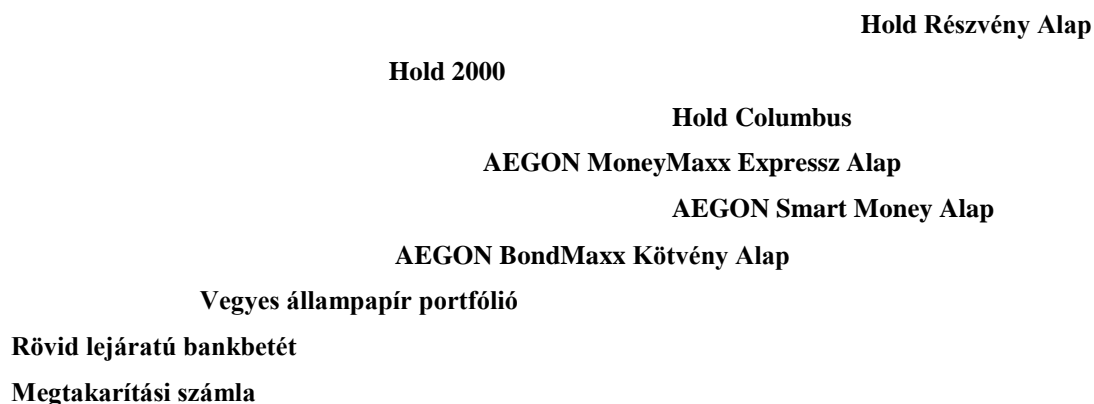 Hold Részvény Alap
Hold 2000
Hold Columbus
AEGON MoneyMaxx Expressz Alap
AEGON Smart Money Alap
AEGON BondMaxx Kötvény Alap
Vegyes állampapír portfólió
Rövid lejáratú bankbetét
Megtakarítási számla